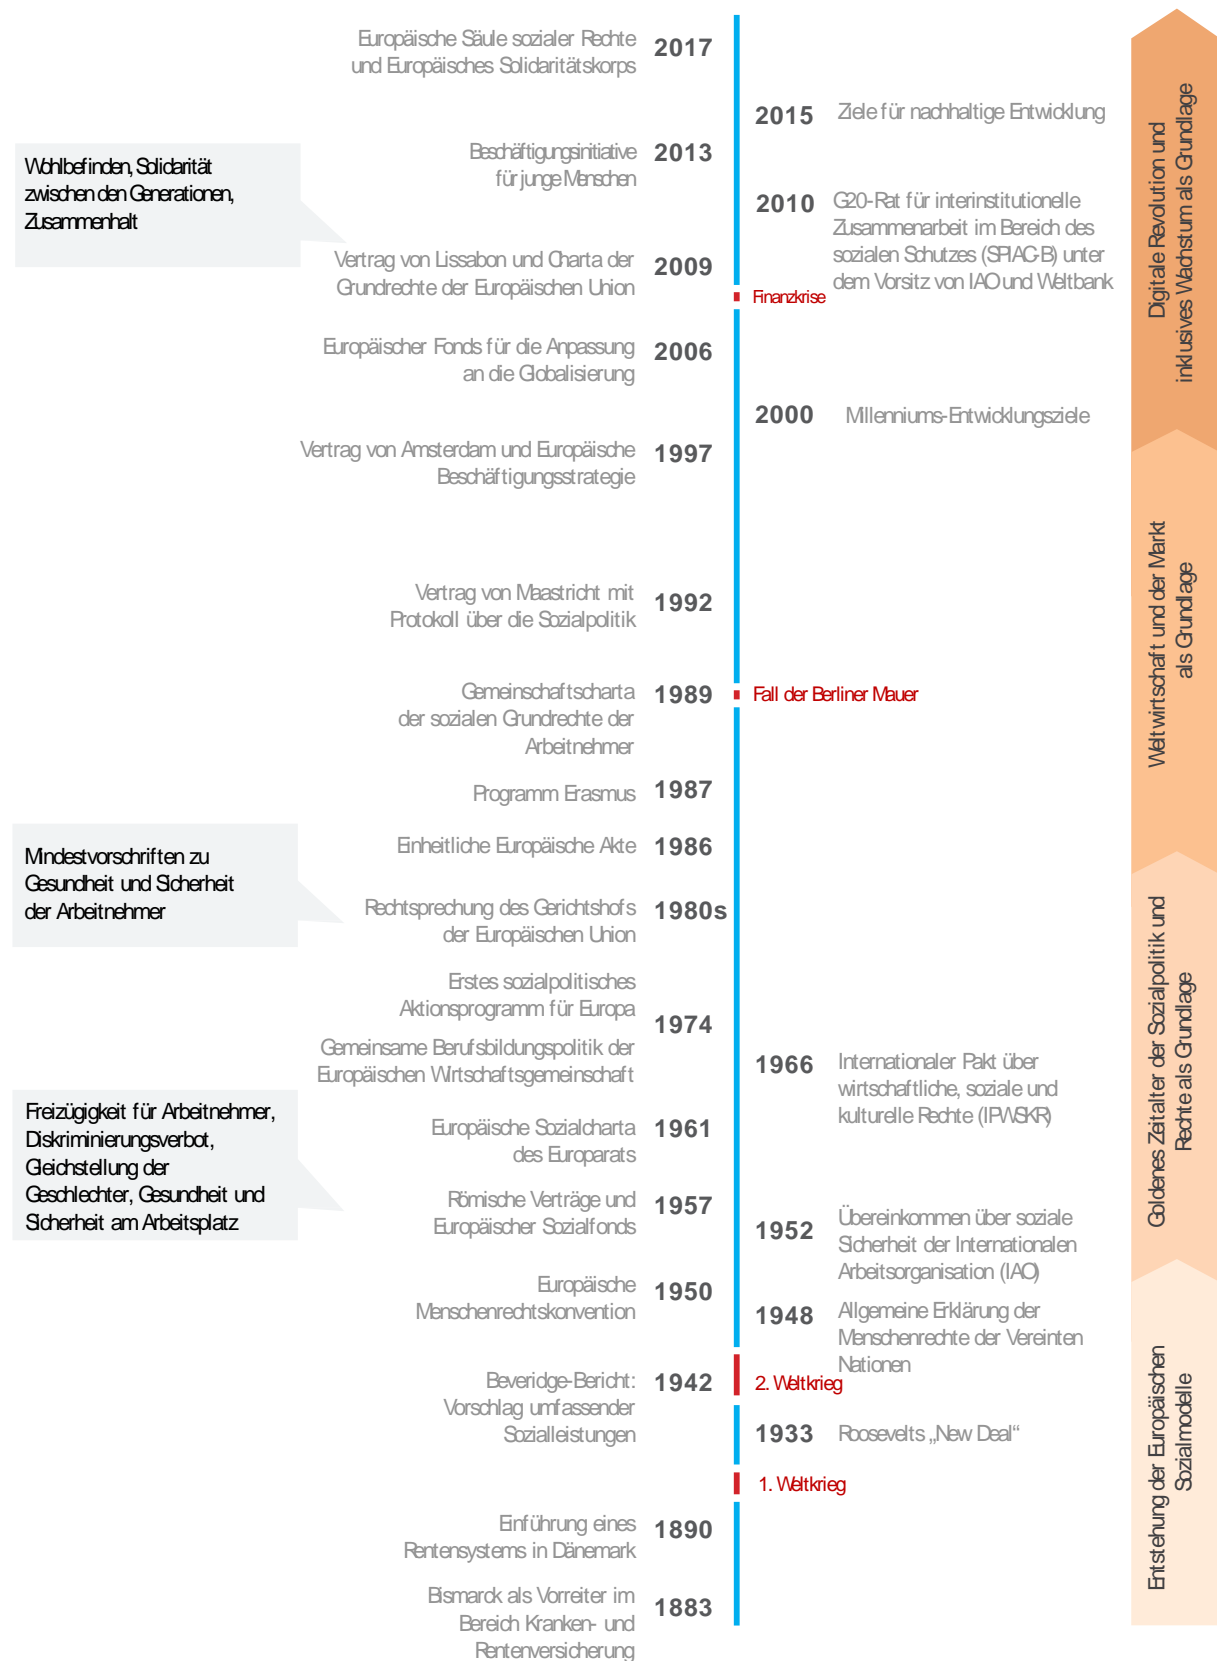 Europäische Säule sozialer Rechte
und Europäisches Solidaritätskorps
2017
2015
Ziele für nachhaltige Entwicklung
Beschäftigungsinitiative
für junge Menschen
2013
Wohlbefinden, Solidarität
zwischen den Generationen,
Zusammenhalt
2010
G20-Rat für interinstitutionelle
Zusammenarbeit im Bereich des
sozialen Schutzes (SPIAC-B) unter
dem Vorsitz von IAO und Weltbank
Vertrag von Lissabon und Charta der
Grundrechte der Europäischen Union
2009
Finanzkrise
Europäischer Fonds für die Anpassung
an die Globalisierung
2006
2000
Millenniums-Entwicklungsziele
Vertrag von Amsterdam und Europäische
Beschäftigungsstrategie
1997
Vertrag von Maastricht mit
Protokoll über die Sozialpolitik
1992
Gemeinschaftscharta
der sozialen Grundrechte der
Arbeitnehmer
1989
Fall der Berliner Mauer
Programm Erasmus
1987
Einheitliche Europäische Akte
1986
Mindestvorschriften zu
Gesundheit und Sicherheit
der Arbeitnehmer
Rechtsprechung des Gerichtshofs
der Europäischen Union
1980s
Erstes sozialpolitisches
Aktionsprogramm für Europa
1974
Gemeinsame Berufsbildungspolitik der
Europäischen Wirtschaftsgemeinschaft
1966
Internationaler Pakt über
wirtschaftliche, soziale und
kulturelle Rechte (IPWSKR)
Freizügigkeit für Arbeitnehmer,
Diskriminierungsverbot,
Gleichstellung der
Geschlechter, Gesundheit und
Sicherheit am Arbeitsplatz
Europäische Sozialcharta
des Europarats
1961
Römische Verträge und
Europäischer Sozialfonds
1957
1952
Übereinkommen über soziale
Sicherheit der Internationalen
Arbeitsorganisation (IAO)
Europäische
Menschenrechtskonvention
1950
1948
Allgemeine Erklärung der
Menschenrechte der Vereinten
Nationen
Beveridge-Bericht:
Vorschlag umfassender
Sozialleistungen
1942
2. Weltkrieg
1933
Roosevelts „New Deal“
1. Weltkrieg
Einführung eines
Rentensystems in Dänemark
1890
Bismarck als Vorreiter im
Bereich Kranken- und
Rentenversicherung
1883
Digitale Revolution und
inklusives Wachstum als Grundlage
Weltwirtschaft und der Markt
als Grundlage
Goldenes Zeitalter der Sozialpolitik und
Rechte als Grundlage
Entstehung der Europäischen
Sozialmodelle